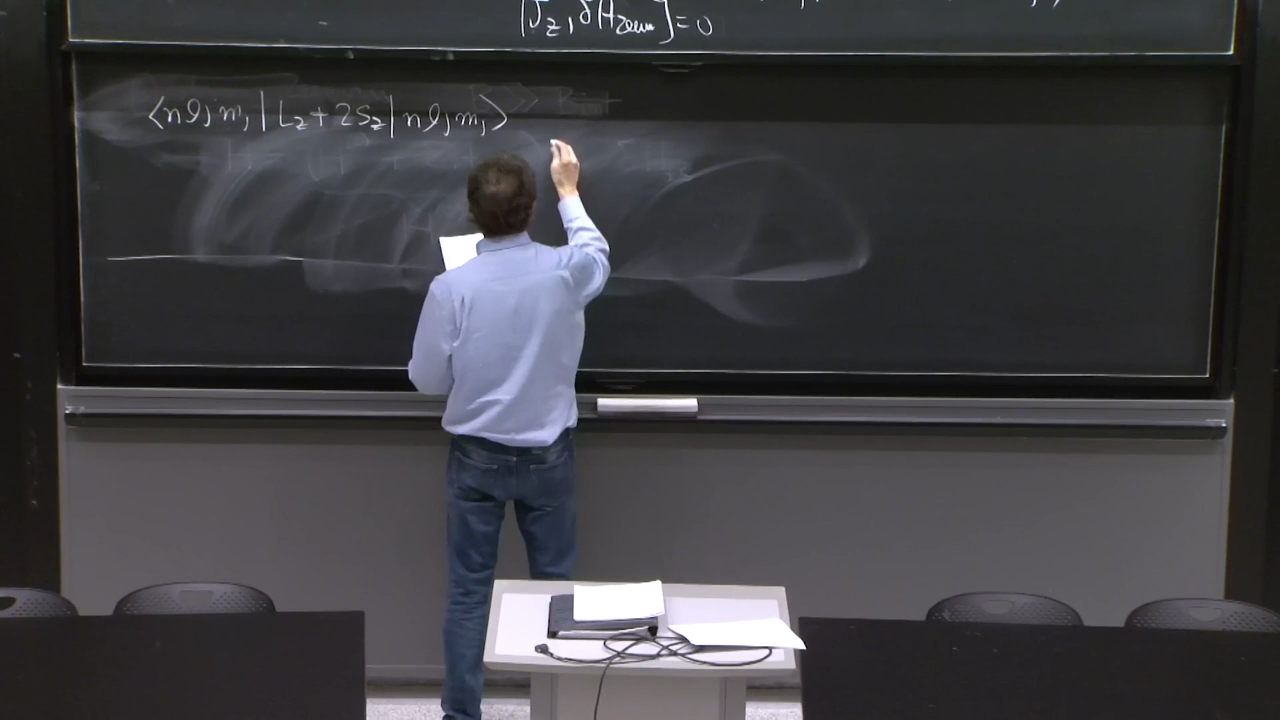 [J_z, δH_Zeem] = 0
⟨n l j m_j | L_z + 2S_z | n l j m_j⟩